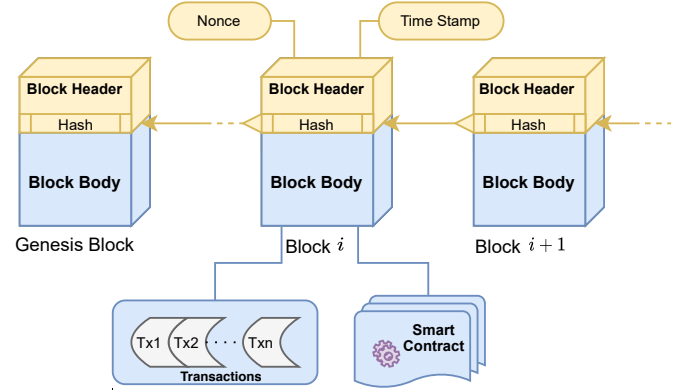 Nonce
Time Stamp
Block Header
Block Header
Block Header
Hash
Hash
Hash
Block Body
Block Body
Block Body
Genesis Block
Block i
Block i + 1
Tx1 Tx2 · · · · Txn
Transactions
Smart
Contract